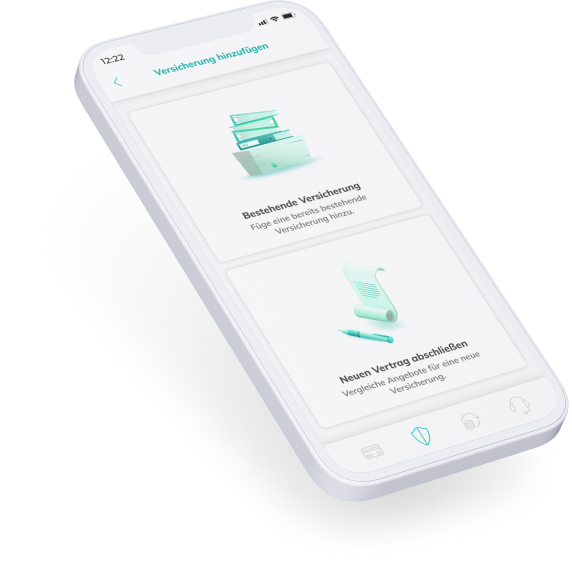 12:22
Versicherung hinzufügen
Bestehende Versicherung
Füge eine bereits bestehende
Versicherung hinzu.
Neuen Vertrag abschließen
Vergleiche Angebote für eine neue
Versicherung.